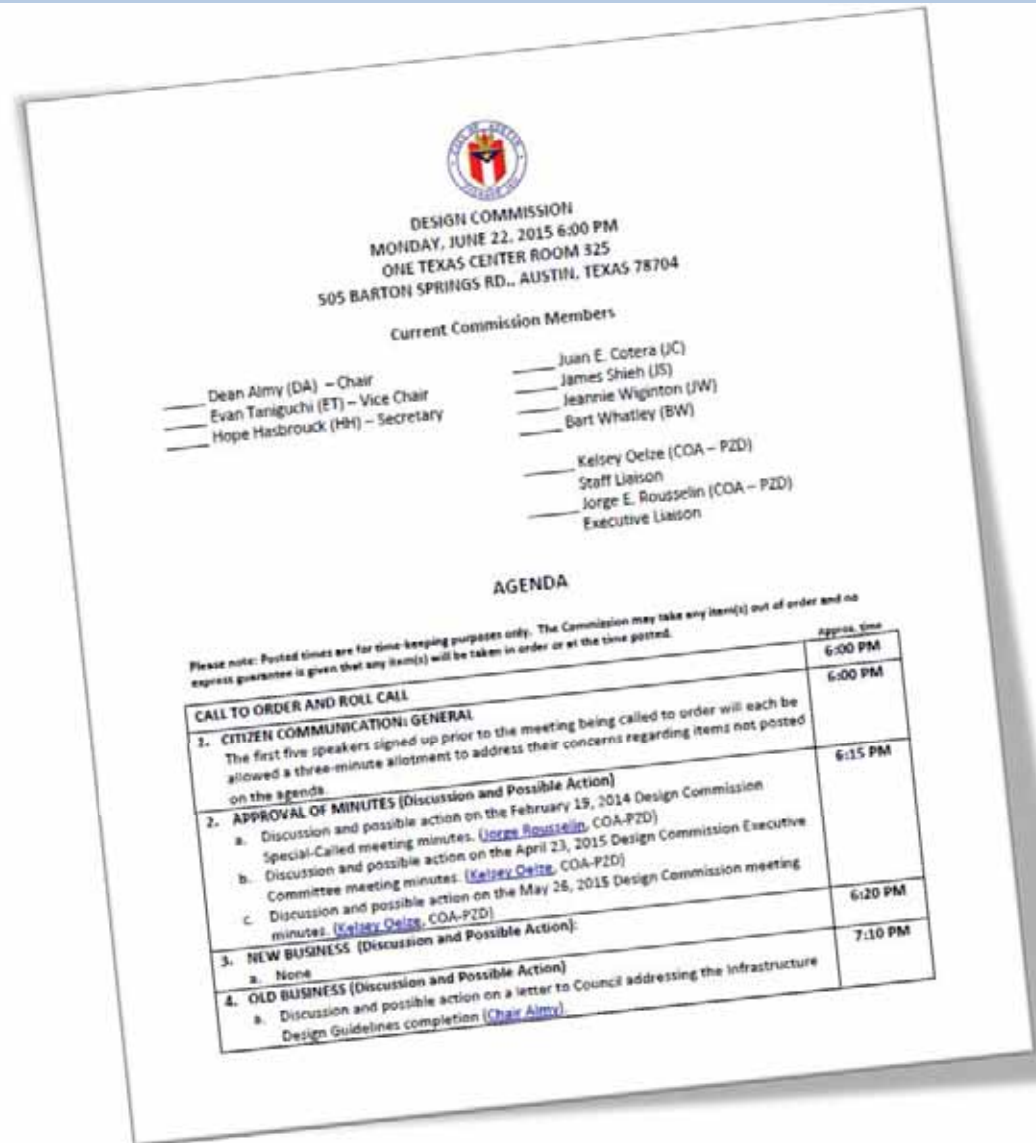 CITY OF AUSTIN
DESIGN COMMISSION
MONDAY, JUNE 22, 2015 6:00 PM
ONE TEXAS CENTER ROOM 325
505 BARTON SPRINGS RD., AUSTIN, TEXAS 78704
Current Commission Members
_____ Dean Almy (DA) – Chair
_____ Evan Taniguchi (ET) – Vice Chair
_____ Hope Hasbrouck (HH) – Secretary
_____ Juan E. Cotera (JC)
_____ James Shieh (JS)
_____ Jeannie Wiginton (JW)
_____ Bart Whatley (BW)
_____ Kelsey Oelze (COA – PZD)
Staff Liaison
_____ Jorge E. Rousselin (COA – PZD)
Executive Liaison
AGENDA
Please note: Posted times are for time-keeping purposes only. The Commission may take any item(s) out of order and no
express guarantee is given that any item(s) will be taken in order or at the time posted.
Approx. time
CALL TO ORDER AND ROLL CALL 6:00 PM
1. CITIZEN COMMUNICATION: GENERAL 6:00 PM
The first five speakers signed up prior to the meeting being called to order will each be
allowed a three-minute allotment to address their concerns regarding items not posted
on the agenda.
2. APPROVAL OF MINUTES (Discussion and Possible Action) 6:15 PM
a. Discussion and possible action on the February 19, 2014 Design Commission
Special-Called meeting minutes. (Jorge Rousselin, COA-PZD)
b. Discussion and possible action on the April 23, 2015 Design Commission Executive
Committee meeting minutes. (Kelsey Oelze, COA-PZD)
c. Discussion and possible action on the May 26, 2015 Design Commission meeting
minutes. (Kelsey Oelze, COA-PZD)
3. NEW BUSINESS (Discussion and Possible Action): 6:20 PM
a. None
4. OLD BUSINESS (Discussion and Possible Action) 7:10 PM
a. Discussion and possible action on a letter to Council addressing the Infrastructure
Design Guidelines completion (Chair Almy)